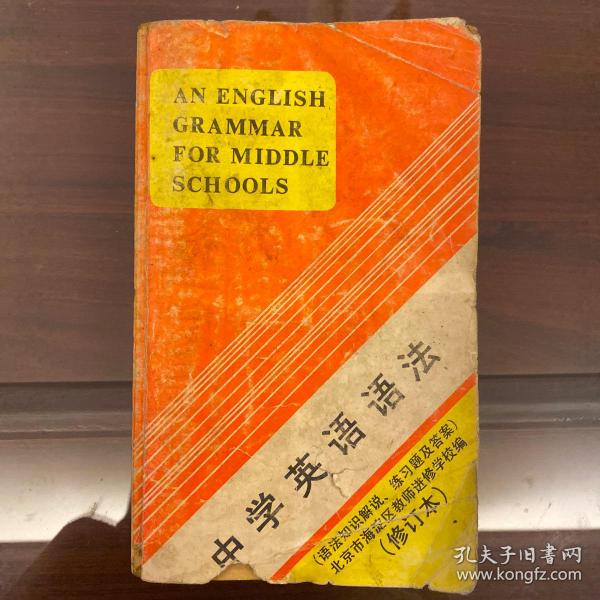 AN ENGLISH
GRAMMAR
FOR MIDDLE
SCHOOLS
中学英语语法
(语法知识解说、练习题及答案)
北京市海淀区教师进修学校编
(修订本)
孔夫子旧书网
www.kongfz.com